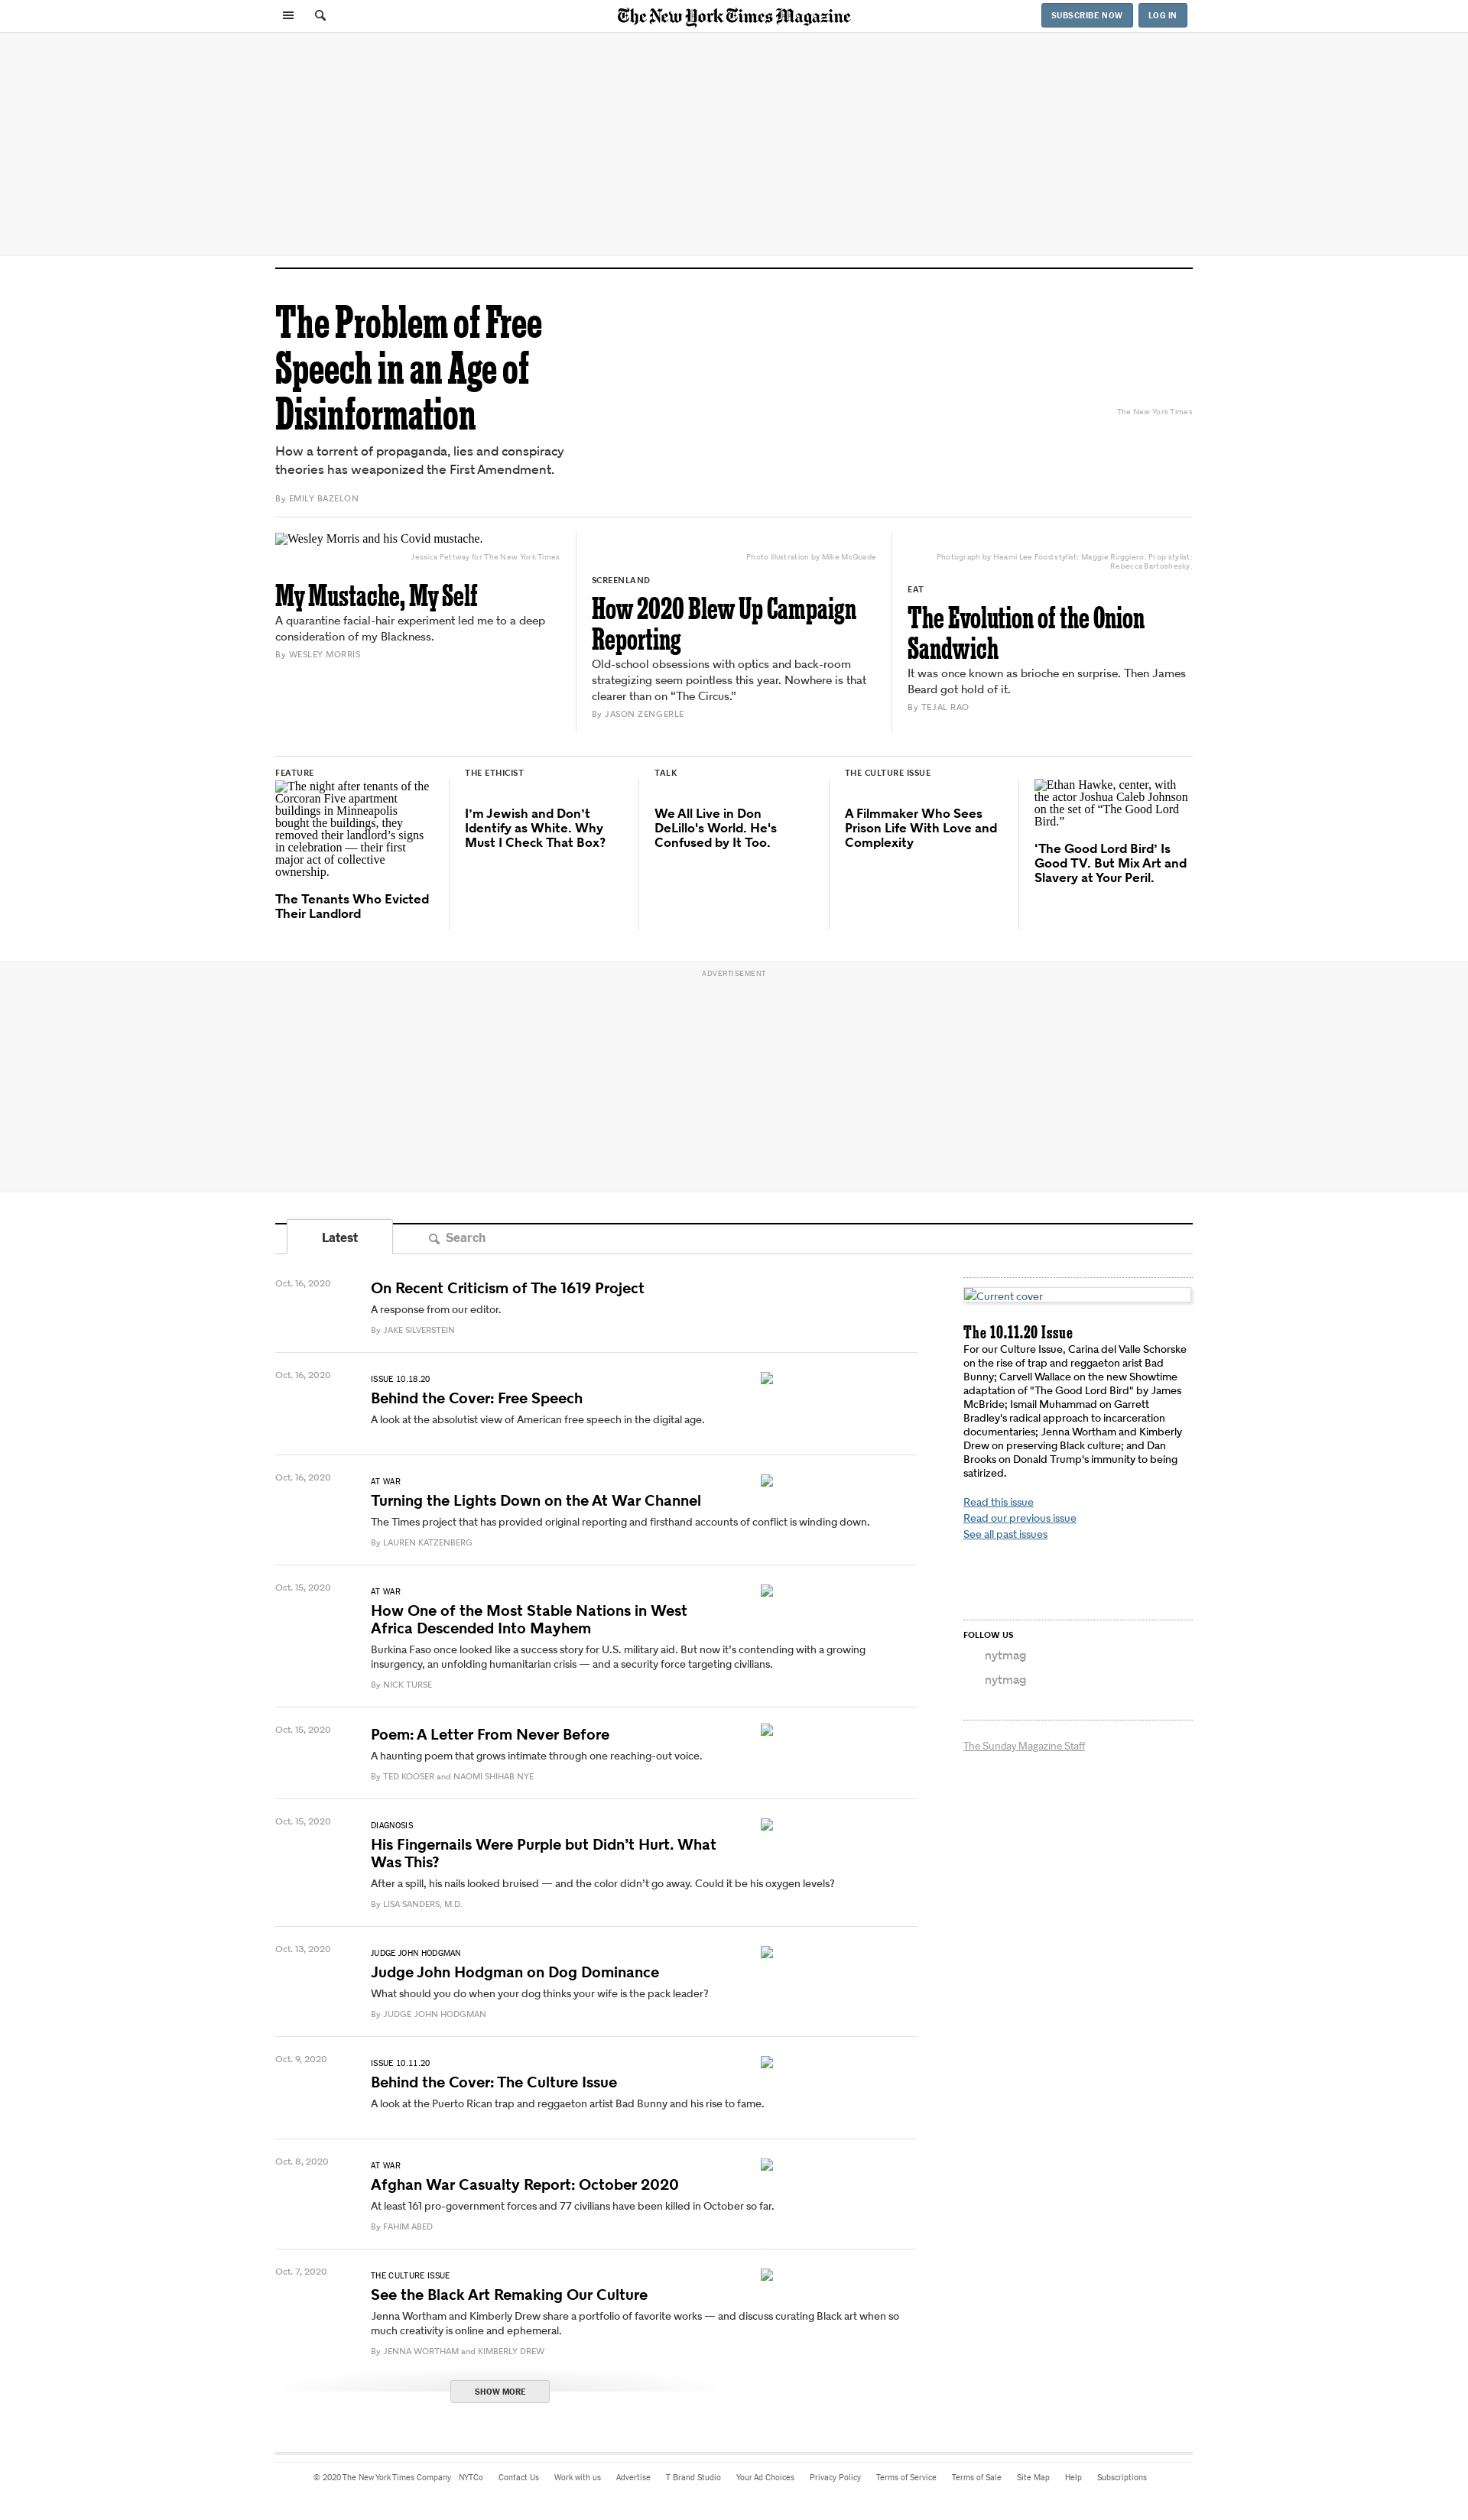 The New York Times Magazine
SUBSCRIBE NOW
LOG IN
The Problem of Free
Speech in an Age of
Disinformation
How a torrent of propaganda, lies and conspiracy
theories has weaponized the First Amendment.
By EMILY BAZELON
The New York Times
Wesley Morris and his Covid mustache.
Jessica Pettway for The New York Times
My Mustache, My Self
A quarantine facial-hair experiment led me to a deep
consideration of my Blackness.
By WESLEY MORRIS
Photo illustration by Mike McQuade
SCREENLAND
How 2020 Blew Up Campaign
Reporting
Old-school obsessions with optics and back-room
strategizing seem pointless this year. Nowhere is that
clearer than on “The Circus.”
By JASON ZENGERLE
Photograph by Heami Lee Food stylist: Maggie Ruggiero. Prop stylist:
Rebecca Bartoshesky.
EAT
The Evolution of the Onion
Sandwich
It was once known as brioche en surprise. Then James
Beard got hold of it.
By TEJAL RAO
FEATURE
The night after tenants of the
Corcoran Five apartment
buildings in Minneapolis
bought the buildings, they
removed their landlord’s signs
in celebration — their first
major act of collective
ownership.
The Tenants Who Evicted
Their Landlord
THE ETHICIST
I’m Jewish and Don’t
Identify as White. Why
Must I Check That Box?
TALK
We All Live in Don
DeLillo's World. He's
Confused by It Too.
THE CULTURE ISSUE
A Filmmaker Who Sees
Prison Life With Love and
Complexity
Ethan Hawke, center, with
the actor Joshua Caleb Johnson
on the set of “The Good Lord
Bird.”
‘The Good Lord Bird’ Is
Good TV. But Mix Art and
Slavery at Your Peril.
ADVERTISEMENT
Latest
Search
Oct. 16, 2020
On Recent Criticism of The 1619 Project
A response from our editor.
By JAKE SILVERSTEIN
Oct. 16, 2020
ISSUE 10.18.20
Behind the Cover: Free Speech
A look at the absolutist view of American free speech in the digital age.
Oct. 16, 2020
AT WAR
Turning the Lights Down on the At War Channel
The Times project that has provided original reporting and firsthand accounts of conflict is winding down.
By LAUREN KATZENBERG
Oct. 15, 2020
AT WAR
How One of the Most Stable Nations in West
Africa Descended Into Mayhem
Burkina Faso once looked like a success story for U.S. military aid. But now it’s contending with a growing
insurgency, an unfolding humanitarian crisis — and a security force targeting civilians.
By NICK TURSE
Oct. 15, 2020
Poem: A Letter From Never Before
A haunting poem that grows intimate through one reaching-out voice.
By TED KOOSER and NAOMI SHIHAB NYE
Oct. 15, 2020
DIAGNOSIS
His Fingernails Were Purple but Didn’t Hurt. What
Was This?
After a spill, his nails looked bruised — and the color didn’t go away. Could it be his oxygen levels?
By LISA SANDERS, M.D.
Oct. 13, 2020
JUDGE JOHN HODGMAN
Judge John Hodgman on Dog Dominance
What should you do when your dog thinks your wife is the pack leader?
By JUDGE JOHN HODGMAN
Oct. 9, 2020
ISSUE 10.11.20
Behind the Cover: The Culture Issue
A look at the Puerto Rican trap and reggaeton artist Bad Bunny and his rise to fame.
Oct. 8, 2020
AT WAR
Afghan War Casualty Report: October 2020
At least 161 pro-government forces and 77 civilians have been killed in October so far.
By FAHIM ABED
Oct. 7, 2020
THE CULTURE ISSUE
See the Black Art Remaking Our Culture
Jenna Wortham and Kimberly Drew share a portfolio of favorite works — and discuss curating Black art when so
much creativity is online and ephemeral.
By JENNA WORTHAM and KIMBERLY DREW
SHOW MORE
Current cover
The 10.11.20 Issue
For our Culture Issue, Carina del Valle Schorske
on the rise of trap and reggaeton arist Bad
Bunny; Carvell Wallace on the new Showtime
adaptation of "The Good Lord Bird" by James
McBride; Ismail Muhammad on Garrett
Bradley's radical approach to incarceration
documentaries; Jenna Wortham and Kimberly
Drew on preserving Black culture; and Dan
Brooks on Donald Trump's immunity to being
satirized.
Read this issue
Read our previous issue
See all past issues
FOLLOW US
nytmag
nytmag
The Sunday Magazine Staff
© 2020 The New York Times Company NYTCo Contact Us Work with us Advertise T Brand Studio Your Ad Choices Privacy Policy Terms of Service Terms of Sale Site Map Help Subscriptions